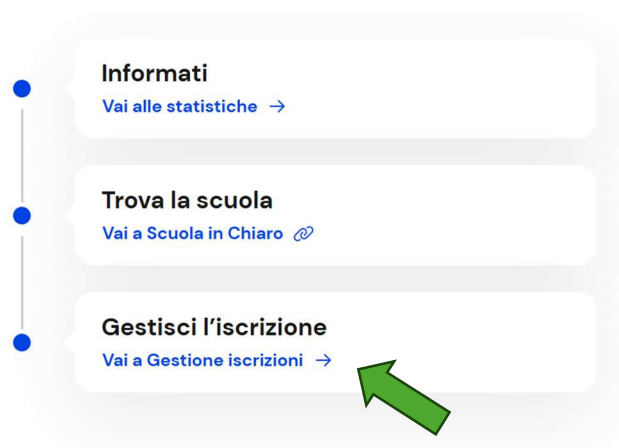 Informati
Vai alle statistiche →
Trova la scuola
Vai a Scuola in Chiaro
Gestisci l’iscrizione
Vai a Gestione iscrizioni →